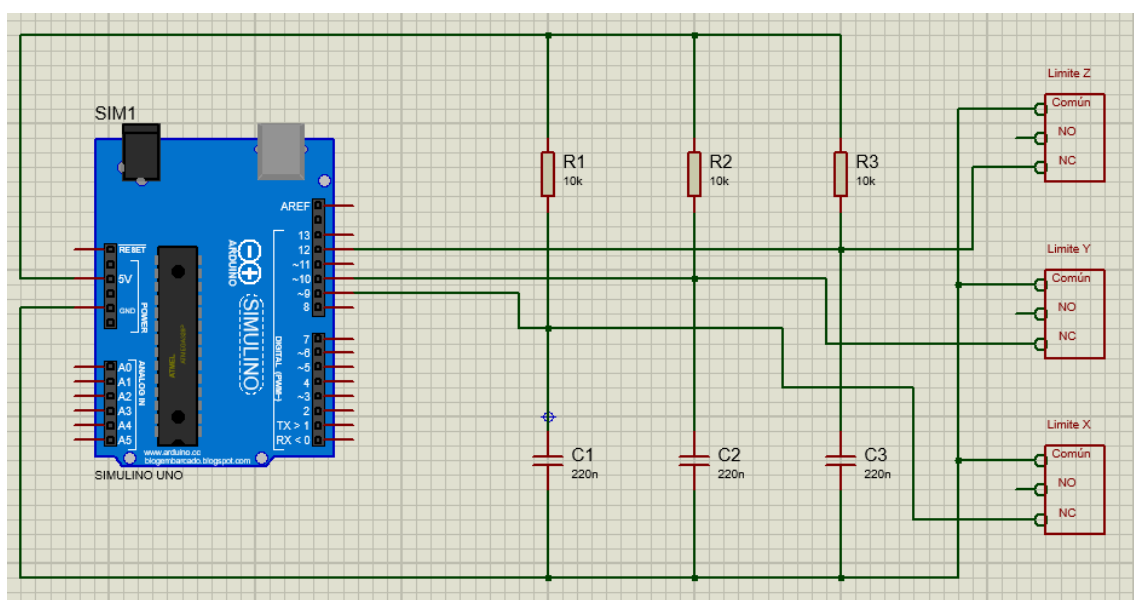 SIM1
AREF
13
12
~11
~10
~9
8
7
~6
~5
4
~3
2
TX > 1
RX < 0
RESET
5V
GND
POWER
A0
A1
A2
A3
A4
A5
ANALOG IN
ATMEL
ARDUINO
SIMULINO
DIGITAL (PWM~)
www.arduino.cc
blogembarcado.blogspot.com
SIMULINO UNO
R1
10k
R2
10k
R3
10k
C1
220n
C2
220n
C3
220n
Limite Z
Común
NO
NC
Limite Y
Común
NO
NC
Limite X
Común
NO
NC